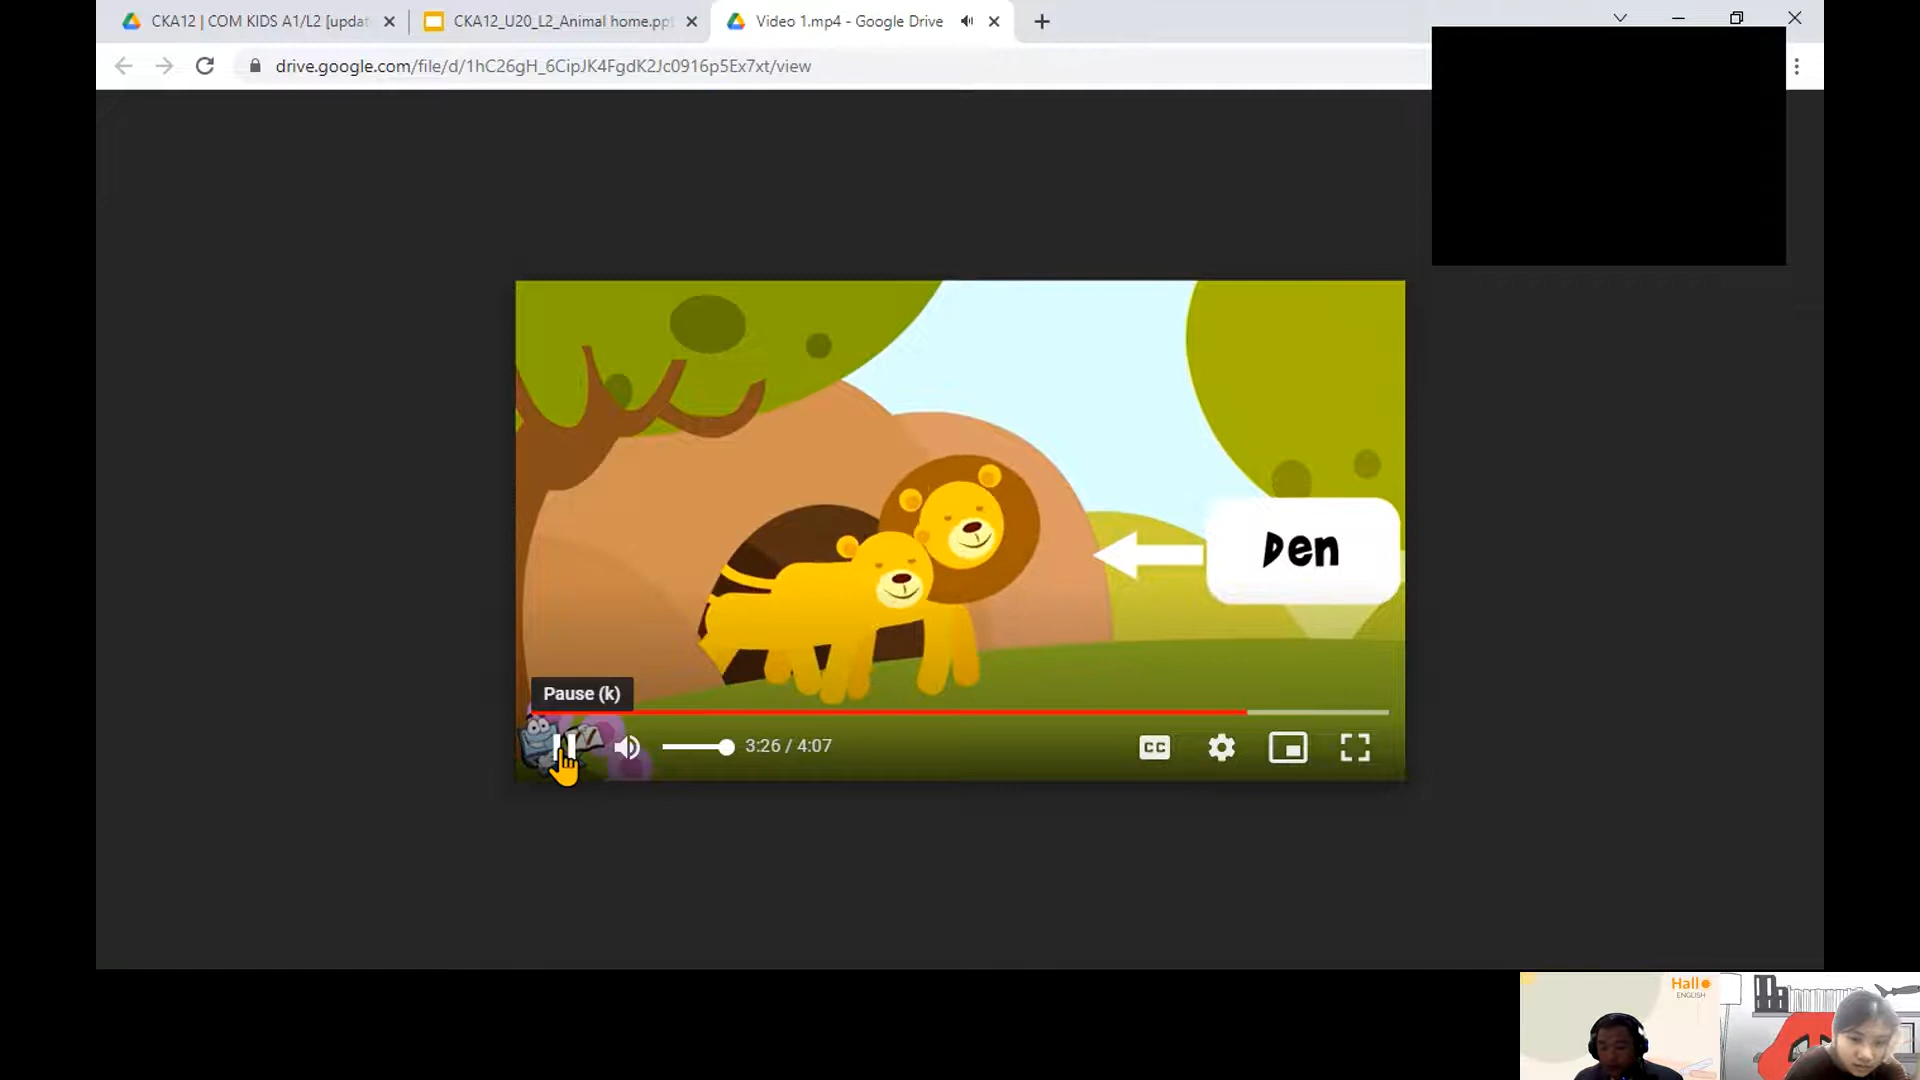 CKA12 | COM KIDS A1/L2 [updat
CKA12_U20_L2_Animal home.ppt
Video 1.mp4 - Google Drive
drive.google.com/file/d/1hC26gH_6CipJK4FgdK2Jc0916p5Ex7xt/view
Den
Pause (k)
3:26 / 4:07
CC
Hallo
ENGLISH